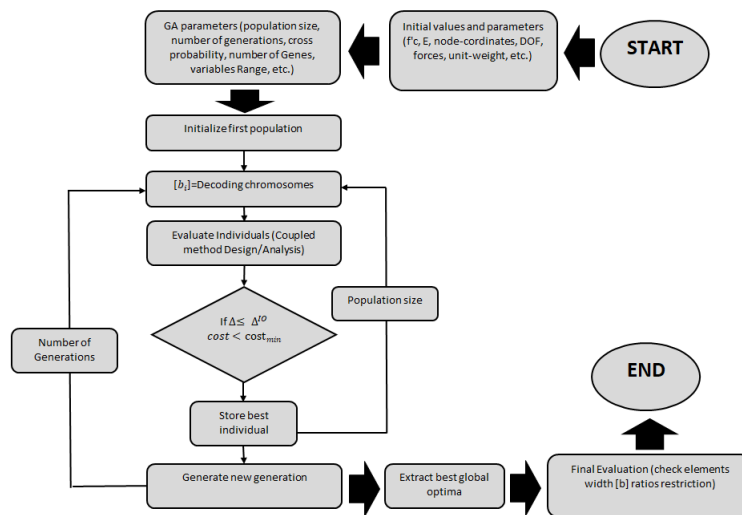 START
Initial values and parameters
(f'c, E, node-cordinates, DOF,
forces, unit-weight, etc.)
GA parameters (population size,
number of generations, cross
probability, number of Genes,
variables Range, etc.)
Initialize first population
[b_i]=Decoding chromosomes
Evaluate Individuals (Coupled
method Design/Analysis)
If Δ ≤ Δ^IO
cost < cost_min
Population size
Number of
Generations
Store best
individual
Generate new generation
Extract best global
optima
Final Evaluation (check elements
width [b] ratios restriction)
END